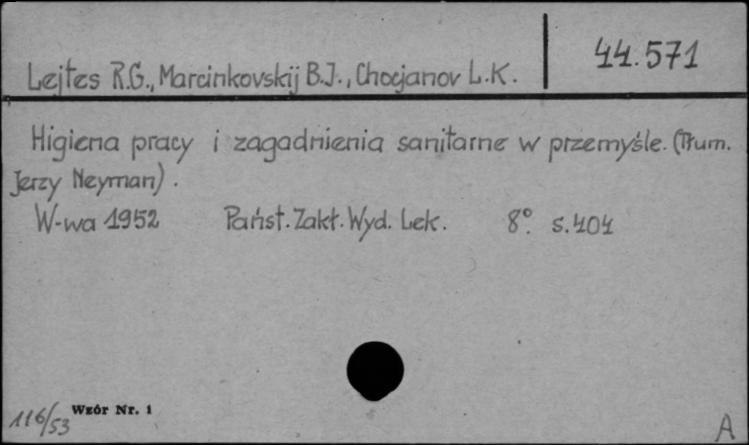 44.571
Lejtes R.G., Marcinkovskij B.J., Chocjanov L.K.
Higiena pracy i zagadnienia sanitarne w przemyśle. (Tłum.
Jerzy Neyman).
W-wa 1952 Państ. Zakł. Wyd. Lek. 8°. s.404
116/53 Wzór Nr. 1
A